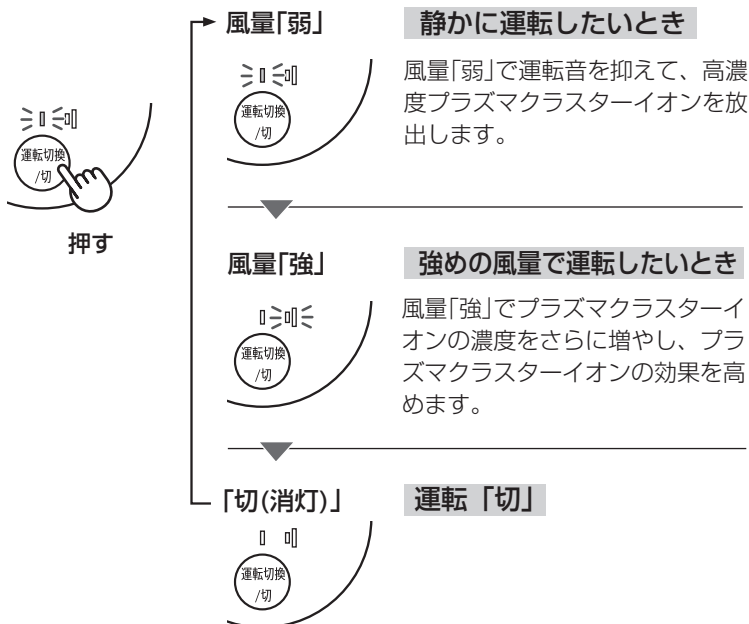 運転切換
/切
押す
風量「弱」
静かに運転したいとき
運転切換
/切
風量「弱」で運転音を抑えて、高濃
度プラズマクラスターイオンを放
出します。
風量「強」
強めの風量で運転したいとき
運転切換
/切
風量「強」でプラズマクラスターイ
オンの濃度をさらに増やし、プラ
ズマクラスターイオンの効果を高
めます。
「切(消灯)」
運転「切」
運転切換
/切